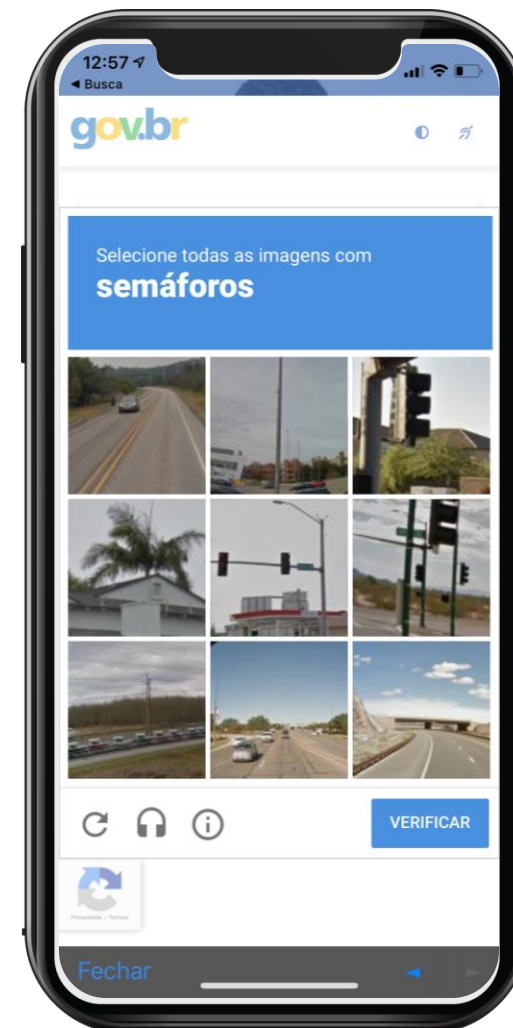 12:57
Busca
gov.br
Selecione todas as imagens com
semáforos
VERIFICAR
Privacidade - Termos
Fechar